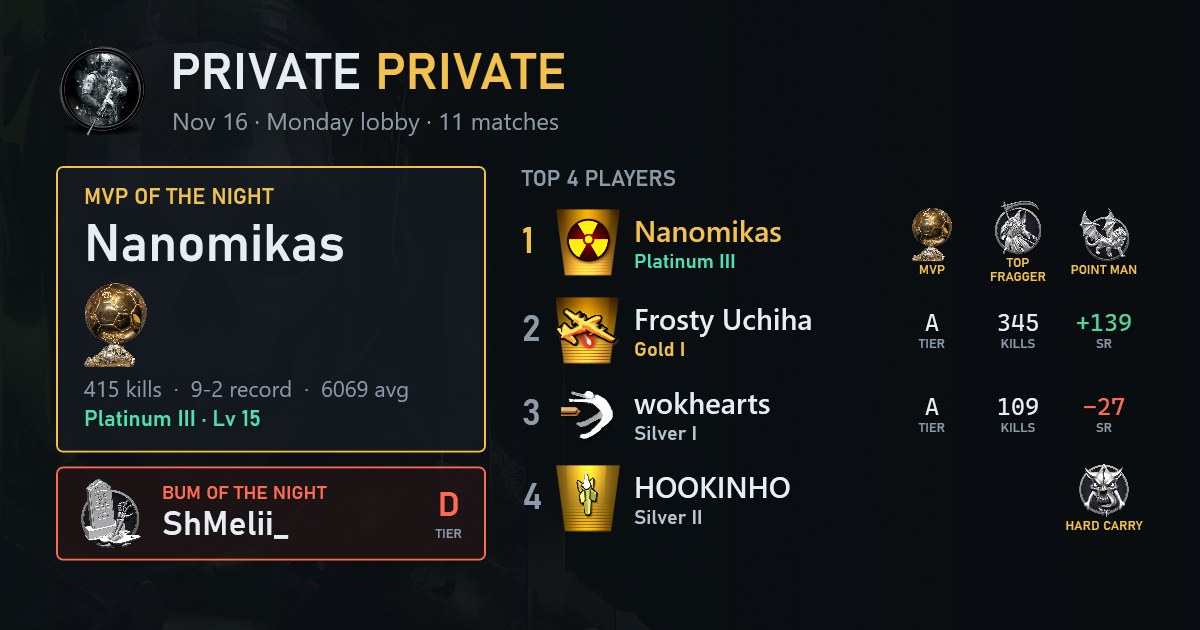 PRIVATE PRIVATE
Nov 16 · Monday lobby · 11 matches
MVP OF THE NIGHT
Nanomikas
415 kills · 9-2 record · 6069 avg
Platinum III · Lv 15
BUM OF THE NIGHT
ShMelii_
D
TIER
TOP 4 PLAYERS
1
Nanomikas
Platinum III
MVP
TOP
FRAGGER
POINT MAN
2
Frosty Uchiha
Gold I
A
TIER
345
KILLS
+139
SR
3
wokhearts
Silver I
A
TIER
109
KILLS
−27
SR
4
HOOKINHO
Silver II
HARD CARRY